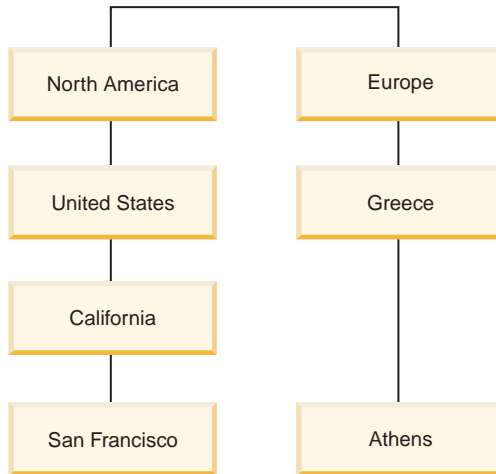 North America
Europe
United States
Greece
California
San Francisco
Athens